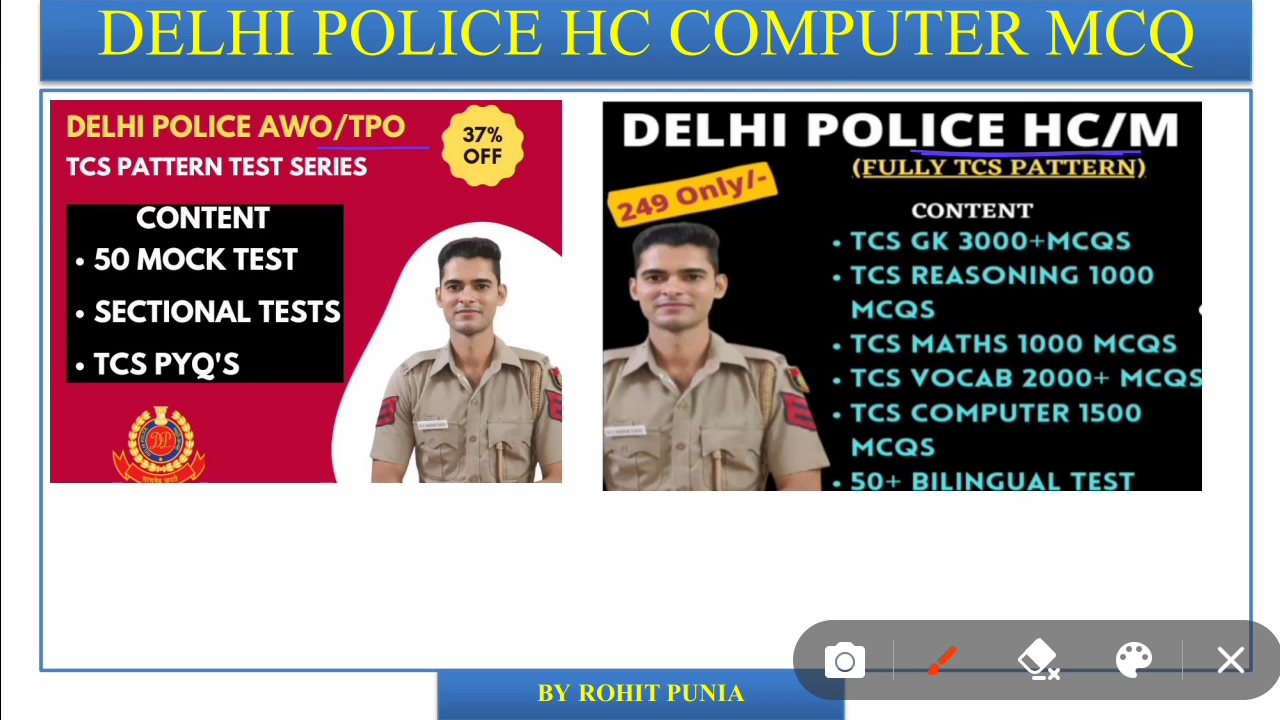 DELHI POLICE HC COMPUTER MCQ
DELHI POLICE AWO/TPO
TCS PATTERN TEST SERIES
37%
OFF
CONTENT
• 50 MOCK TEST
• SECTIONAL TESTS
• TCS PYQ'S
DELHI POLICE HC/M
(FULLY TCS PATTERN)
249 Only/-
CONTENT
• TCS GK 3000+MCQS
• TCS REASONING 1000
MCQS
• TCS MATHS 1000 MCQS
• TCS VOCAB 2000+ MCQS
• TCS COMPUTER 1500
MCQS
• 50+ BILINGUAL TEST
BY ROHIT PUNIA